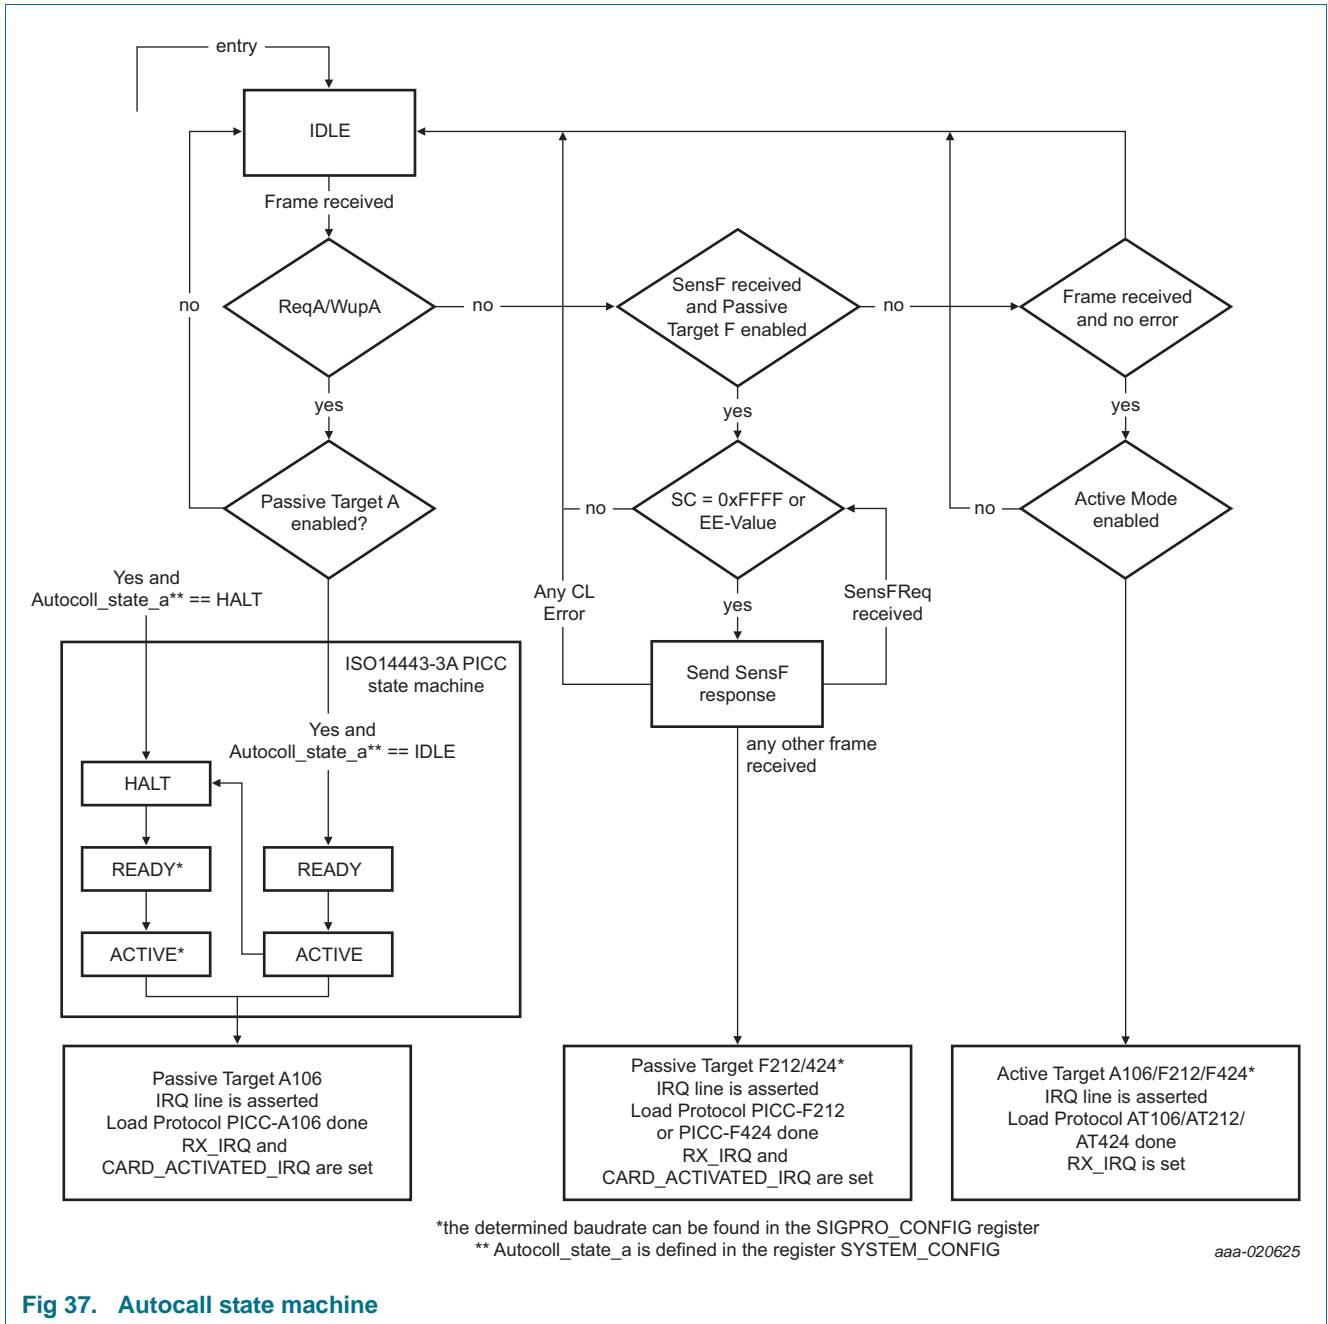 entry
IDLE
Frame received
ReqA/WupA
no
no
SensF received
and Passive
Target F enabled
no
Frame received
and no error
yes
yes
yes
Passive Target A
enabled?
no
SC = 0xFFFF or
EE-Value
no
Active Mode
enabled
Yes and
Autocoll_state_a** == HALT
Any CL
Error
yes
SensFReq
received
ISO14443-3A PICC
state machine
Send SensF
response
Yes and
Autocoll_state_a** == IDLE
any other frame
received
HALT
READY*
READY
ACTIVE*
ACTIVE
Passive Target A106
IRQ line is asserted
Load Protocol PICC-A106 done
RX_IRQ and
CARD_ACTIVATED_IRQ are set
Passive Target F212/424*
IRQ line is asserted
Load Protocol PICC-F212
or PICC-F424 done
RX_IRQ and
CARD_ACTIVATED_IRQ are set
Active Target A106/F212/F424*
IRQ line is asserted
Load Protocol AT106/AT212/
AT424 done
RX_IRQ is set
*the determined baudrate can be found in the SIGPRO_CONFIG register
** Autocoll_state_a is defined in the register SYSTEM_CONFIG
aaa-020625
Fig 37. Autocall state machine